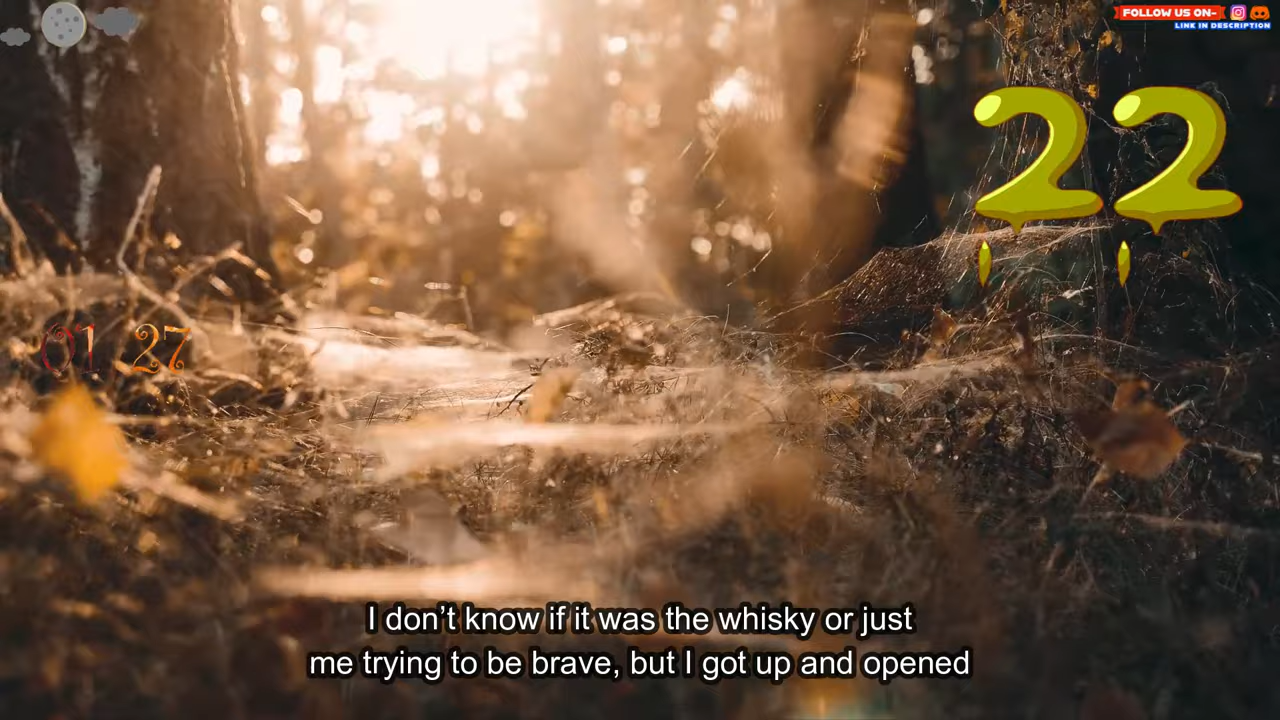 FOLLOW US ON-
LINK IN DESCRIPTION
22
01 27
I don’t know if it was the whisky or just
me trying to be brave, but I got up and opened